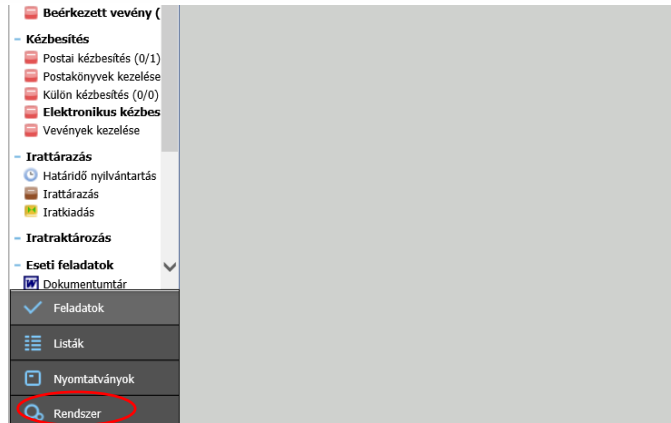 Beérkezett vevény (
Kézbesítés
Postai kézbesítés (0/1)
Postakönyvek kezelése
Külön kézbesítés (0/0)
Elektronikus kézbes
Vevények kezelése
Irattárazás
Határidő nyilvántartás
Irattárazás
Iratkiadás
Iratraktározás
Eseti feladatok
W Dokumentumtár
Feladatok
Listák
Nyomtatványok
Rendszer